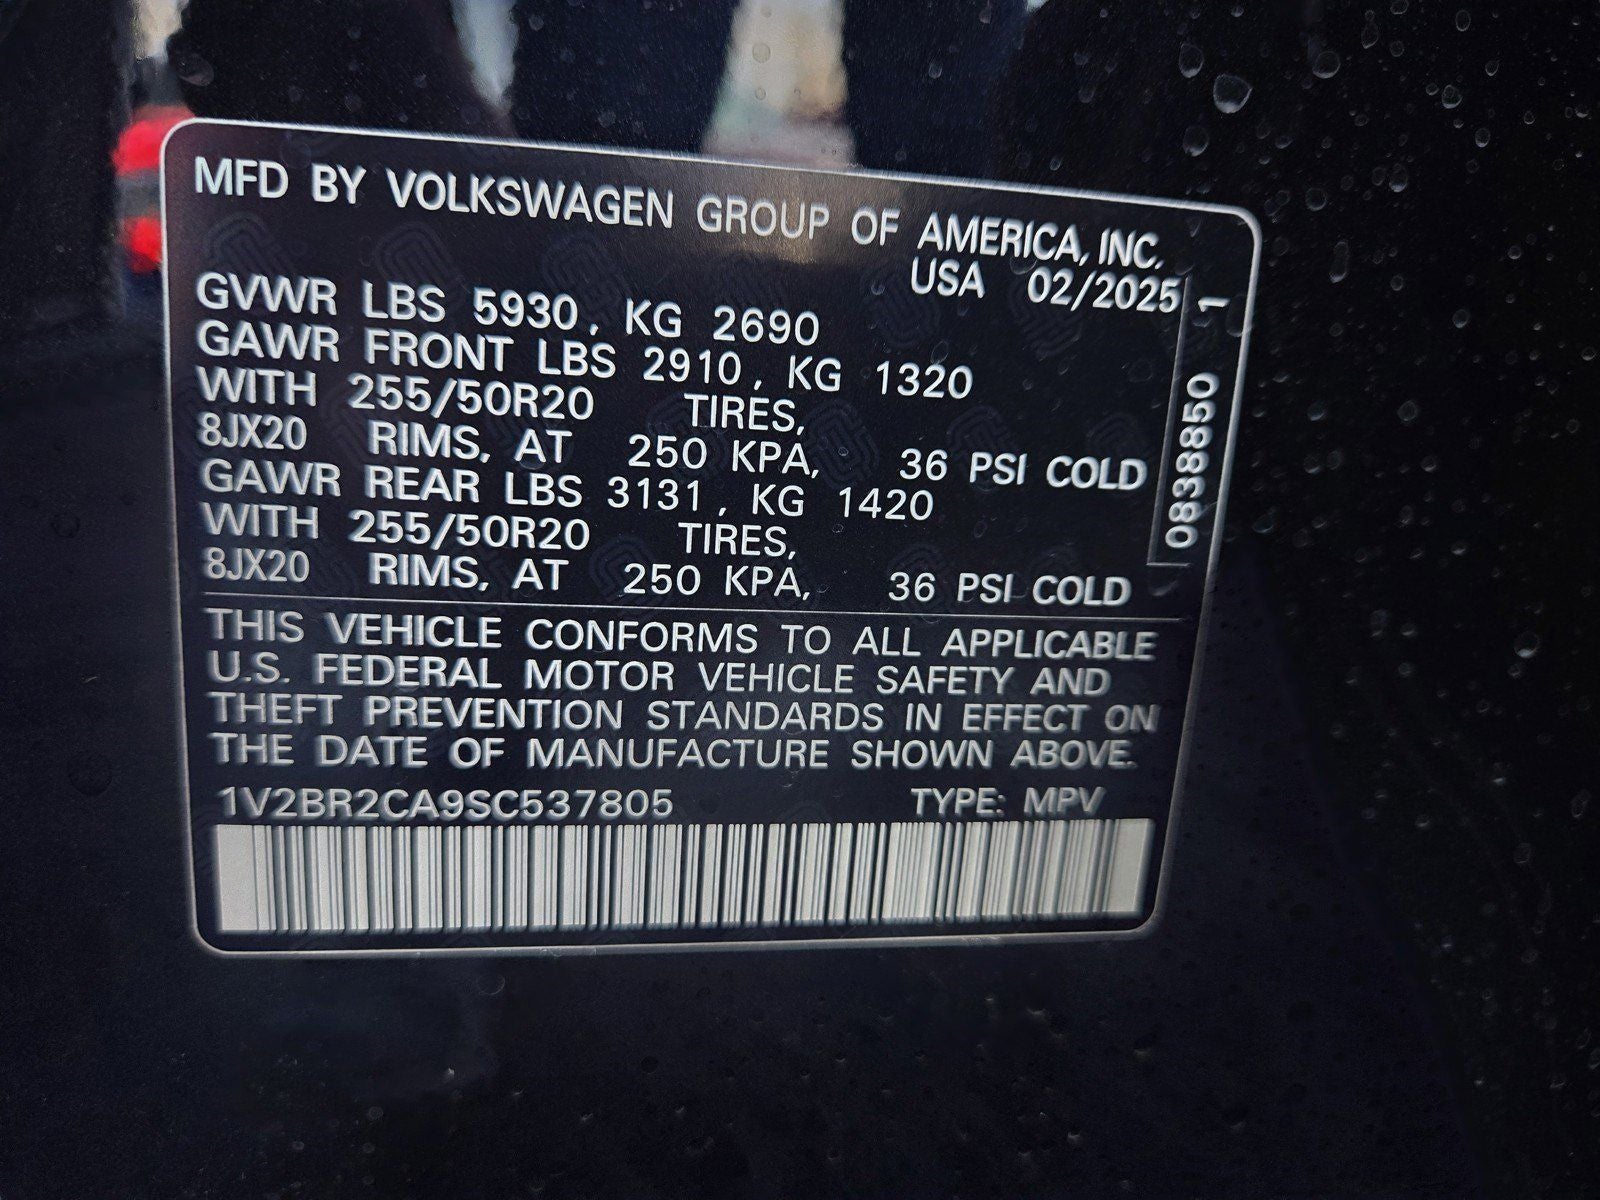 MFD BY VOLKSWAGEN GROUP OF AMERICA, INC.
USA 02/2025
GVWR LBS 5930, KG 2690
GAWR FRONT LBS 2910, KG 1320
WITH 255/50R20 TIRES,
8JX20 RIMS, AT 250 KPA, 36 PSI COLD
GAWR REAR LBS 3131, KG 1420
WITH 255/50R20 TIRES,
8JX20 RIMS, AT 250 KPA, 36 PSI COLD
0838850 1
THIS VEHICLE CONFORMS TO ALL APPLICABLE
U.S. FEDERAL MOTOR VEHICLE SAFETY AND
THEFT PREVENTION STANDARDS IN EFFECT ON
THE DATE OF MANUFACTURE SHOWN ABOVE.
1V2BR2CA9SC537805 TYPE: MPV